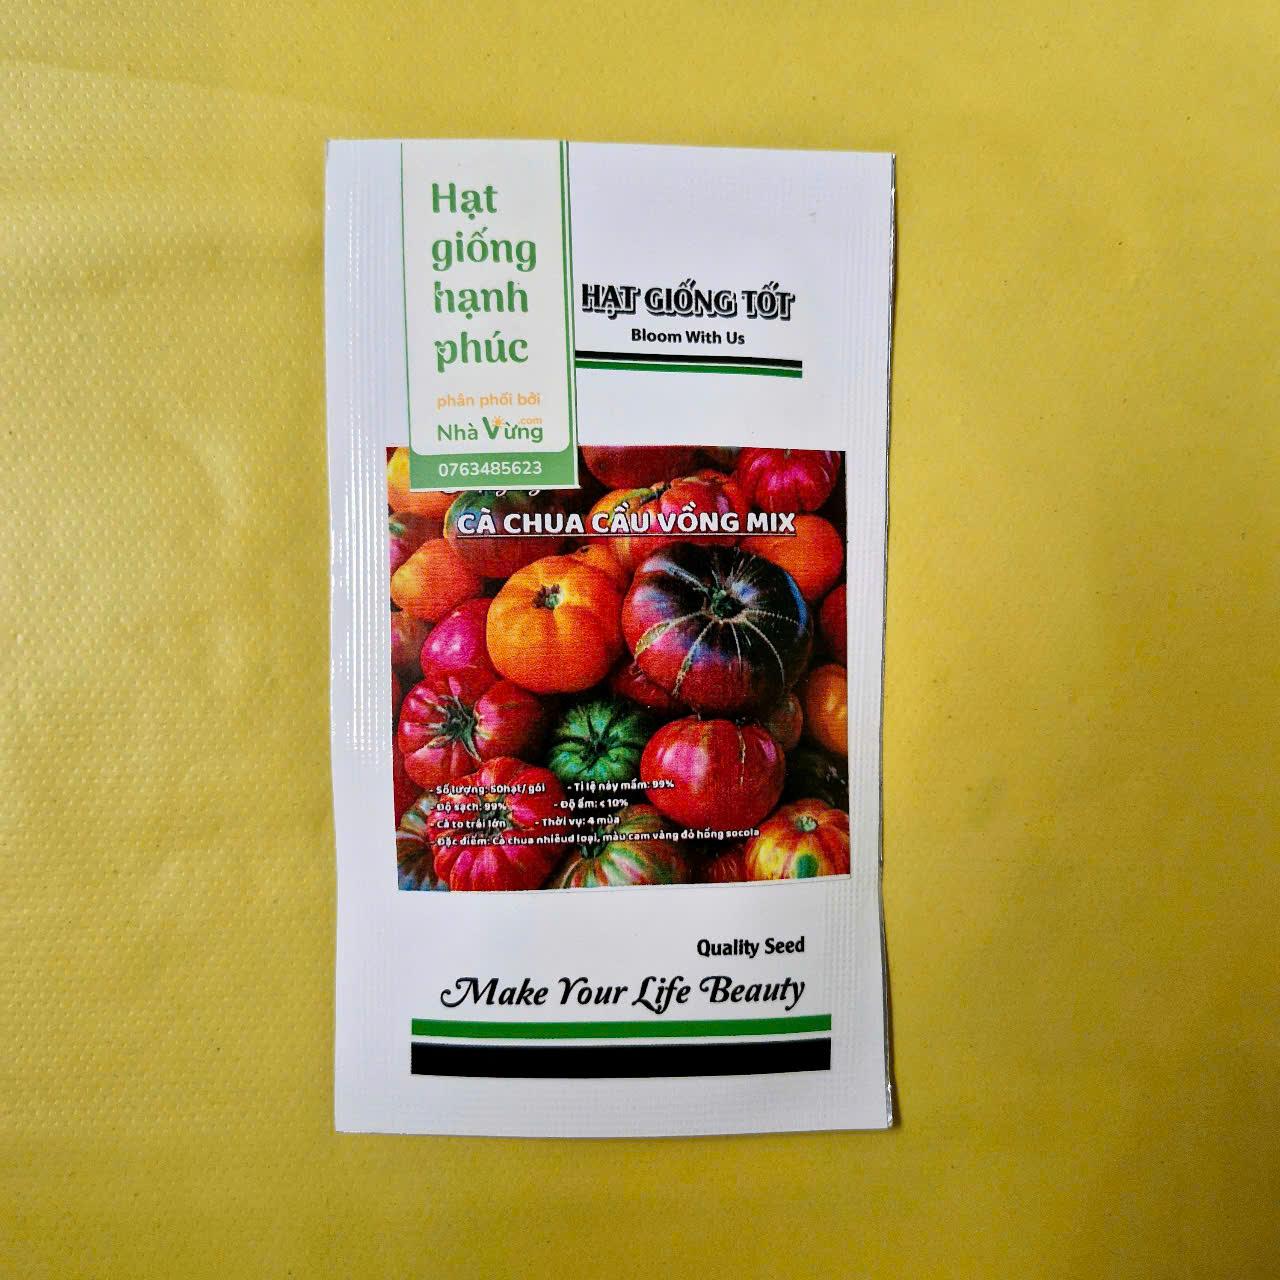 Hạt
giống
hạnh
phúc
phân phối bởi
Nhà Vừng.com
0763485623
HẠT GIỐNG TỐT
Bloom With Us
CÀ CHUA CẦU VỒNG MIX
- Số lượng: 50hạt/ gói - Tỉ lệ nảy mầm: 99%
- Độ sạch: 99% - Độ ẩm: ≤ 10%
- Cà to trái lớn - Thời vụ: 4 mùa
- Đặc điểm: Cà chua nhiềud loại, màu cam vàng đỏ hồng socola
Quality Seed
Make Your Life Beauty